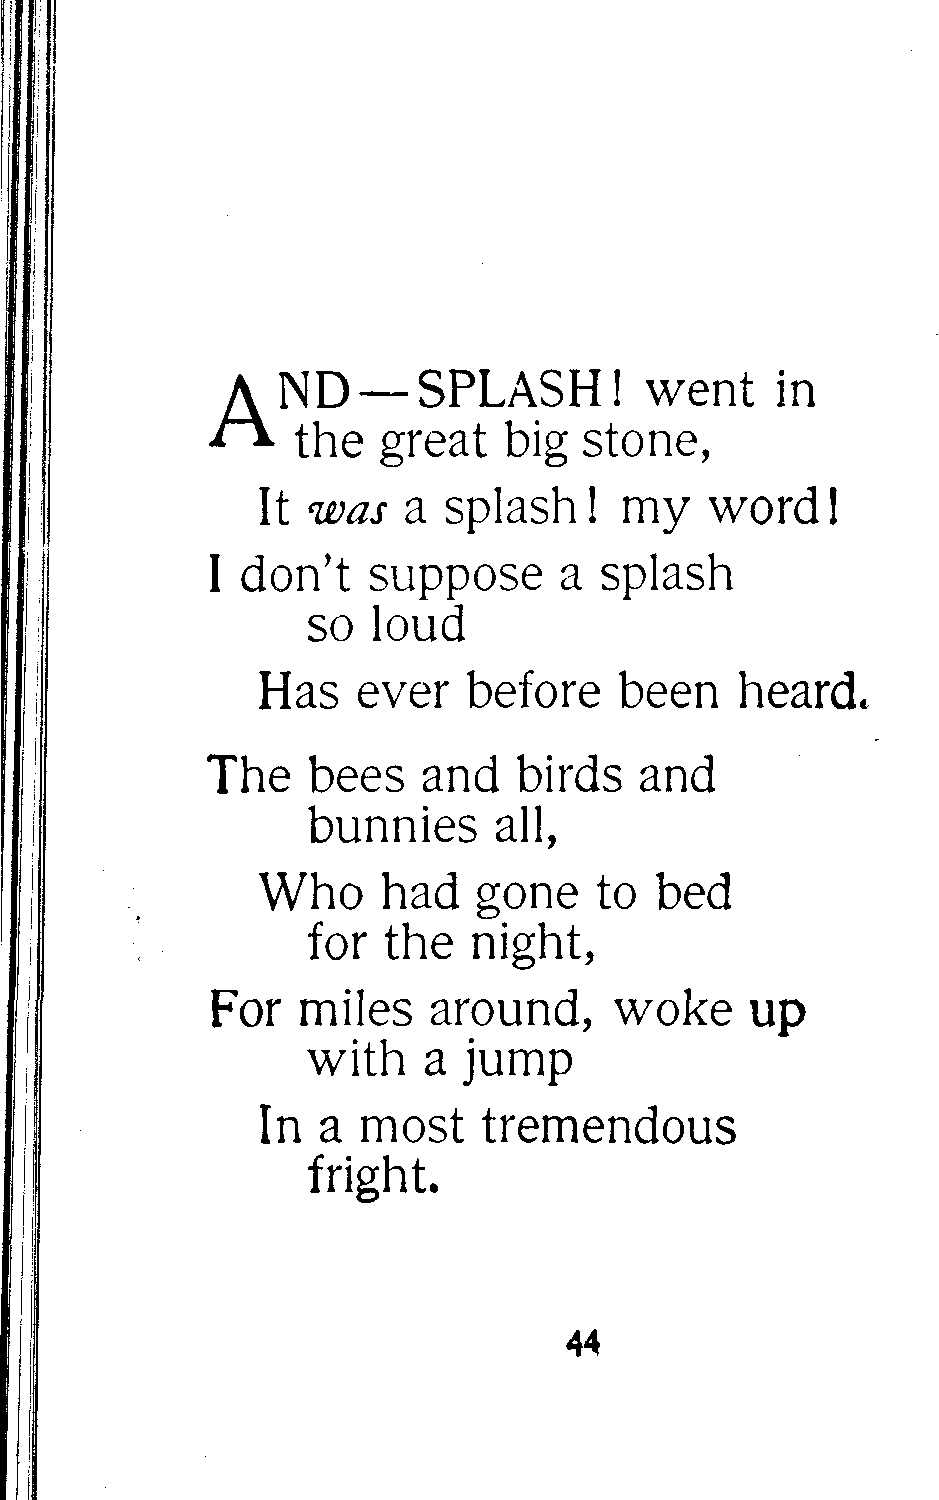 AND—SPLASH! went in
the great big stone,
It was a splash! my word!
I don't suppose a splash
so loud
Has ever before been heard.
The bees and birds and
bunnies all,
Who had gone to bed
for the night,
For miles around, woke up
with a jump
In a most tremendous
fright.
44